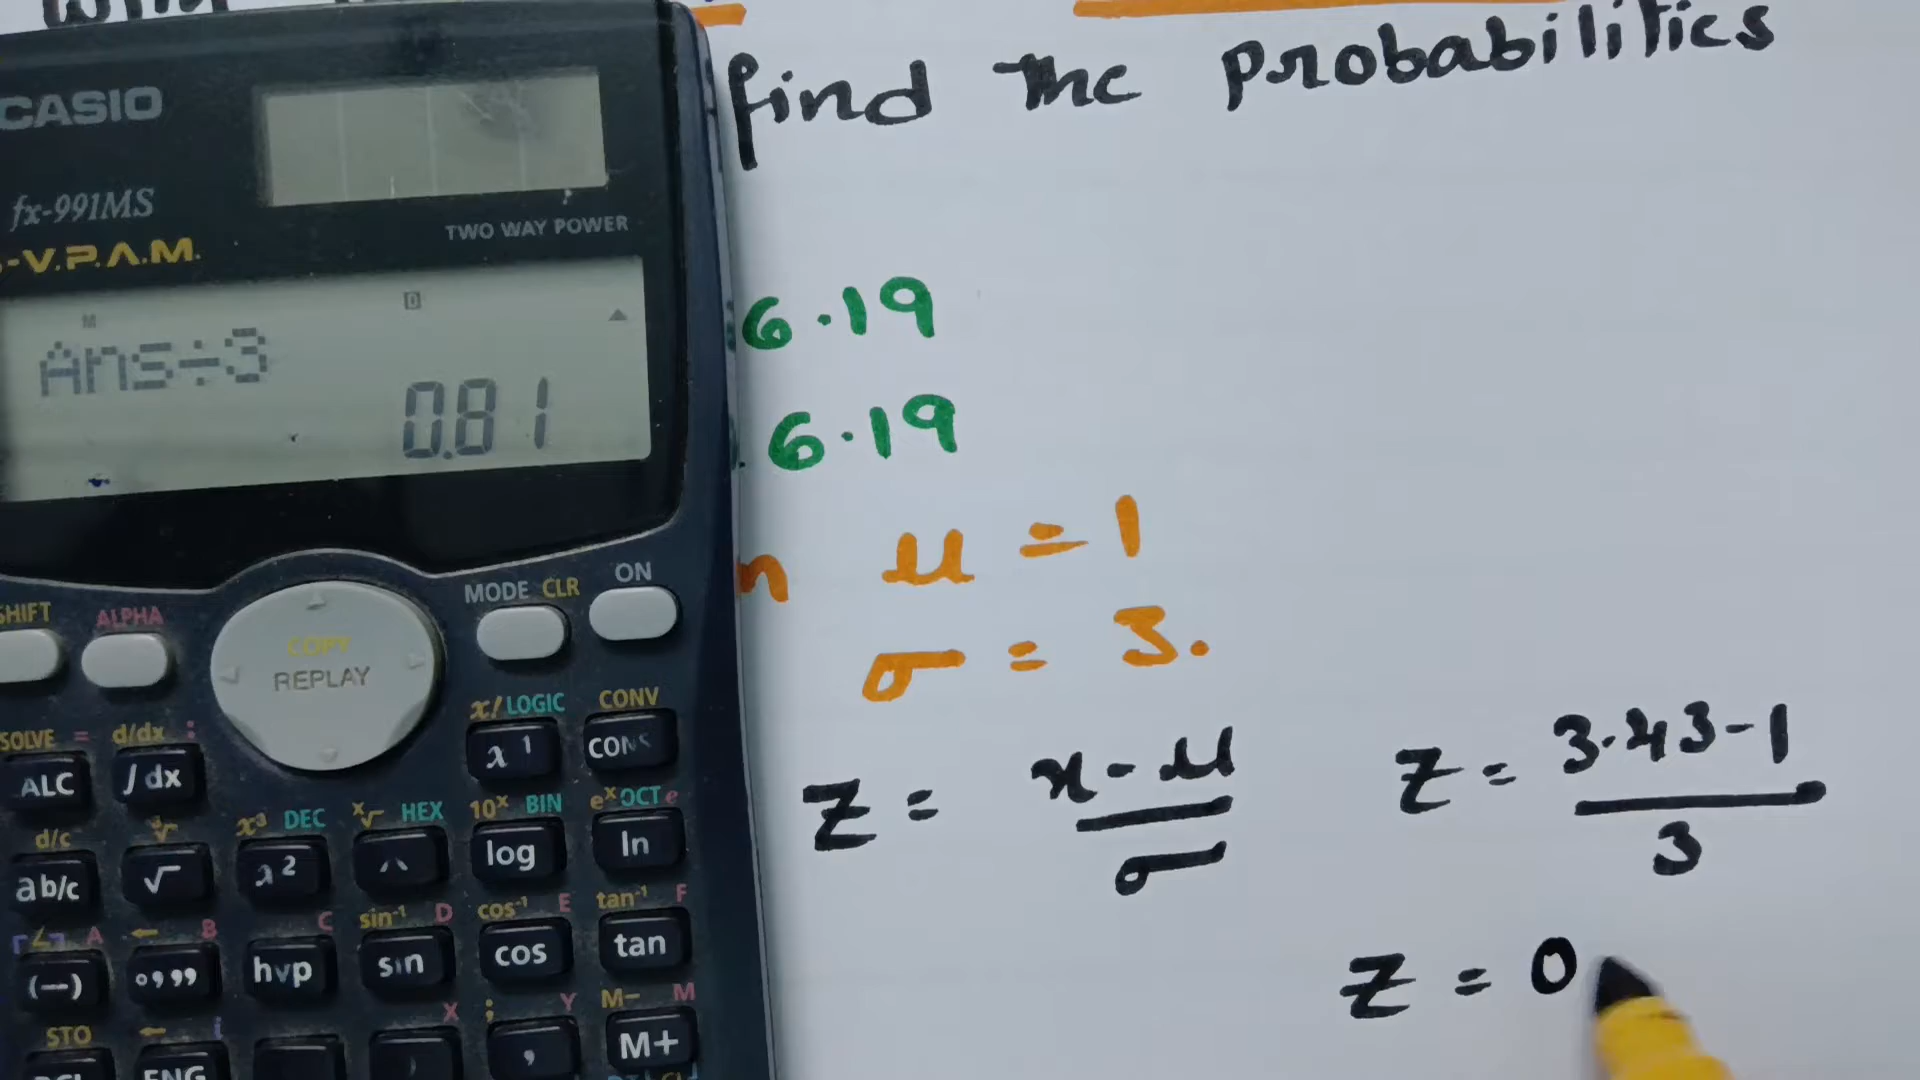 find the probabilities
CASIO
fx-991MS
-V.P.A.M.
TWO WAY POWER
M D
Ans÷3
0.81
6.19
6.19
n μ = 1
σ = 3.
z = x - μ / σ
z = 3.43 - 1 / 3
z = 0
SHIFT ALPHA MODE CLR ON
COPY
REPLAY
SOLVE = d/dx : x! LOGIC CONV
ALC ∫dx
d/c x³ DEC HEX 10ˣ BIN eˣ OCT e
ab/c √ x² ^ log ln
∠ A ← B C sin⁻¹ D cos⁻¹ E tan⁻¹ F
(—) °,,, hyp sin cos tan
STO ← i X ; Y M− M
ENG ) , M+